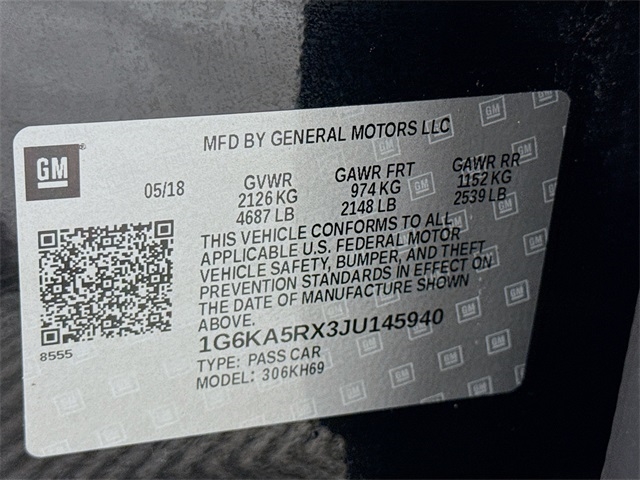 MFD BY GENERAL MOTORS LLC
GM
05/18 GVWR GAWR FRT GAWR RR
2126 KG 974 KG 1152 KG
4687 LB 2148 LB 2539 LB
THIS VEHICLE CONFORMS TO ALL
APPLICABLE U.S. FEDERAL MOTOR
VEHICLE SAFETY, BUMPER, AND THEFT
PREVENTION STANDARDS IN EFFECT ON
THE DATE OF MANUFACTURE SHOWN
ABOVE.
8555
1G6KA5RX3JU145940
TYPE: PASS CAR
MODEL: 306KH69